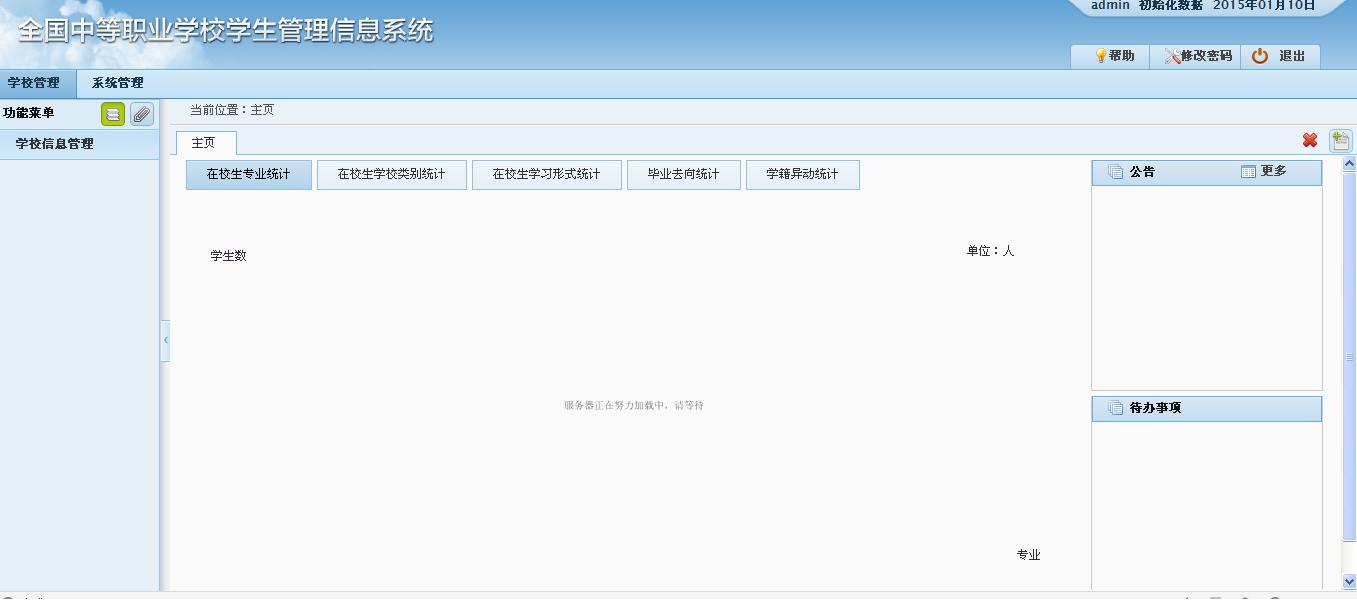 admin 初始化数据 2015年01月10日
全国中等职业学校学生管理信息系统
帮助 修改密码 退出
学校管理 系统管理
功能菜单
当前位置：主页
学校信息管理
主页
在校生专业统计 在校生学校类别统计 在校生学习形式统计 毕业去向统计 学籍异动统计
公告 更多
学生数
单位：人
服务器正在努力加载中，请等待
待办事项
专业